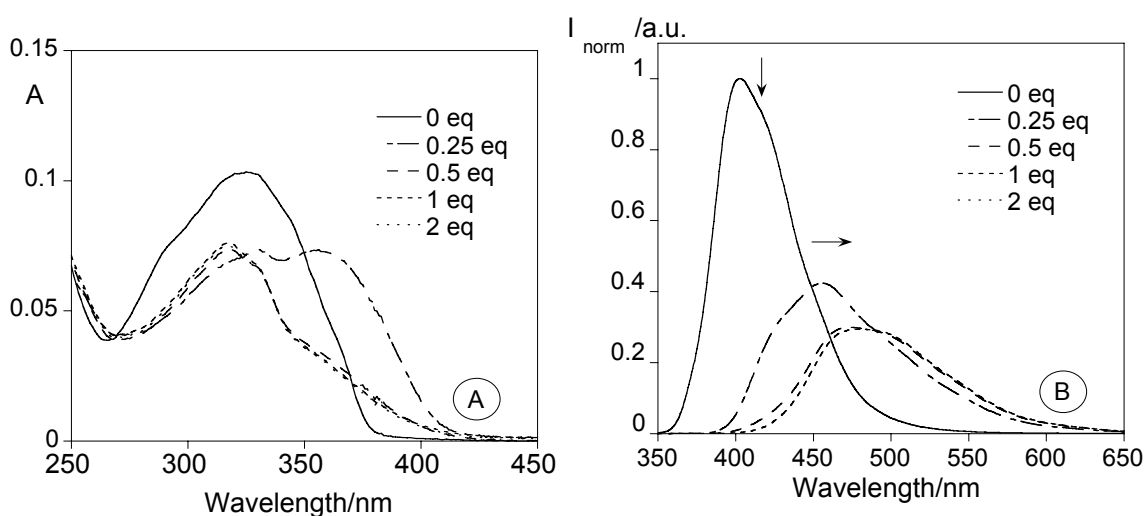 0.15
A
0.1
0.05
0
0 eq
0.25 eq
0.5 eq
1 eq
2 eq
A
250 300 350 400 450
Wavelength/nm
I norm /a.u.
1
0.8
0.6
0.4
0.2
0
0 eq
0.25 eq
0.5 eq
1 eq
2 eq
B
350 400 450 500 550 600 650
Wavelength/nm